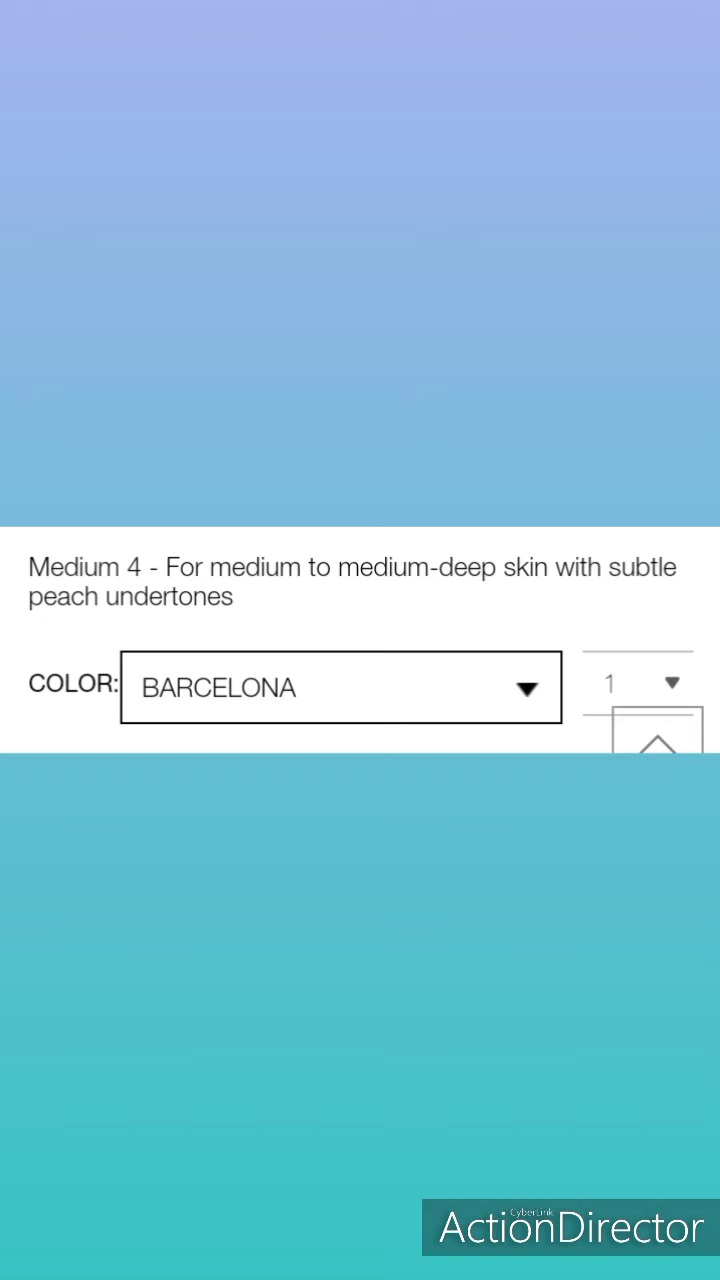 Medium 4 - For medium to medium-deep skin with subtle
peach undertones
COLOR: BARCELONA 1
CyberLink
ActionDirector